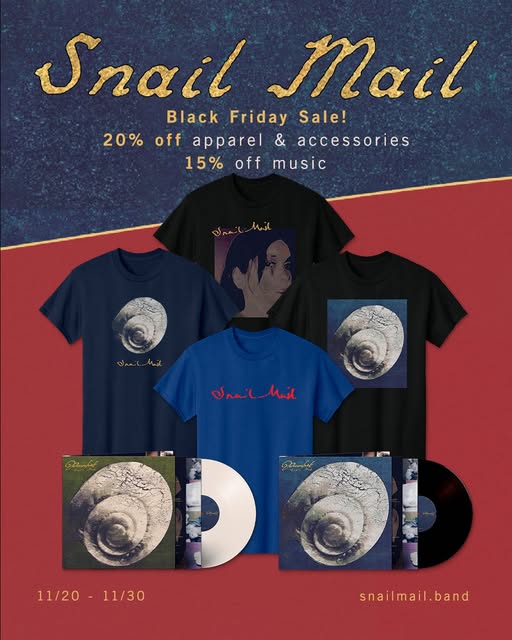 Snail Mail
Black Friday Sale!
20% off apparel & accessories
15% off music
Snail Mail
Snail Mail
Snail Mail
11/20 - 11/30
snailmail.band